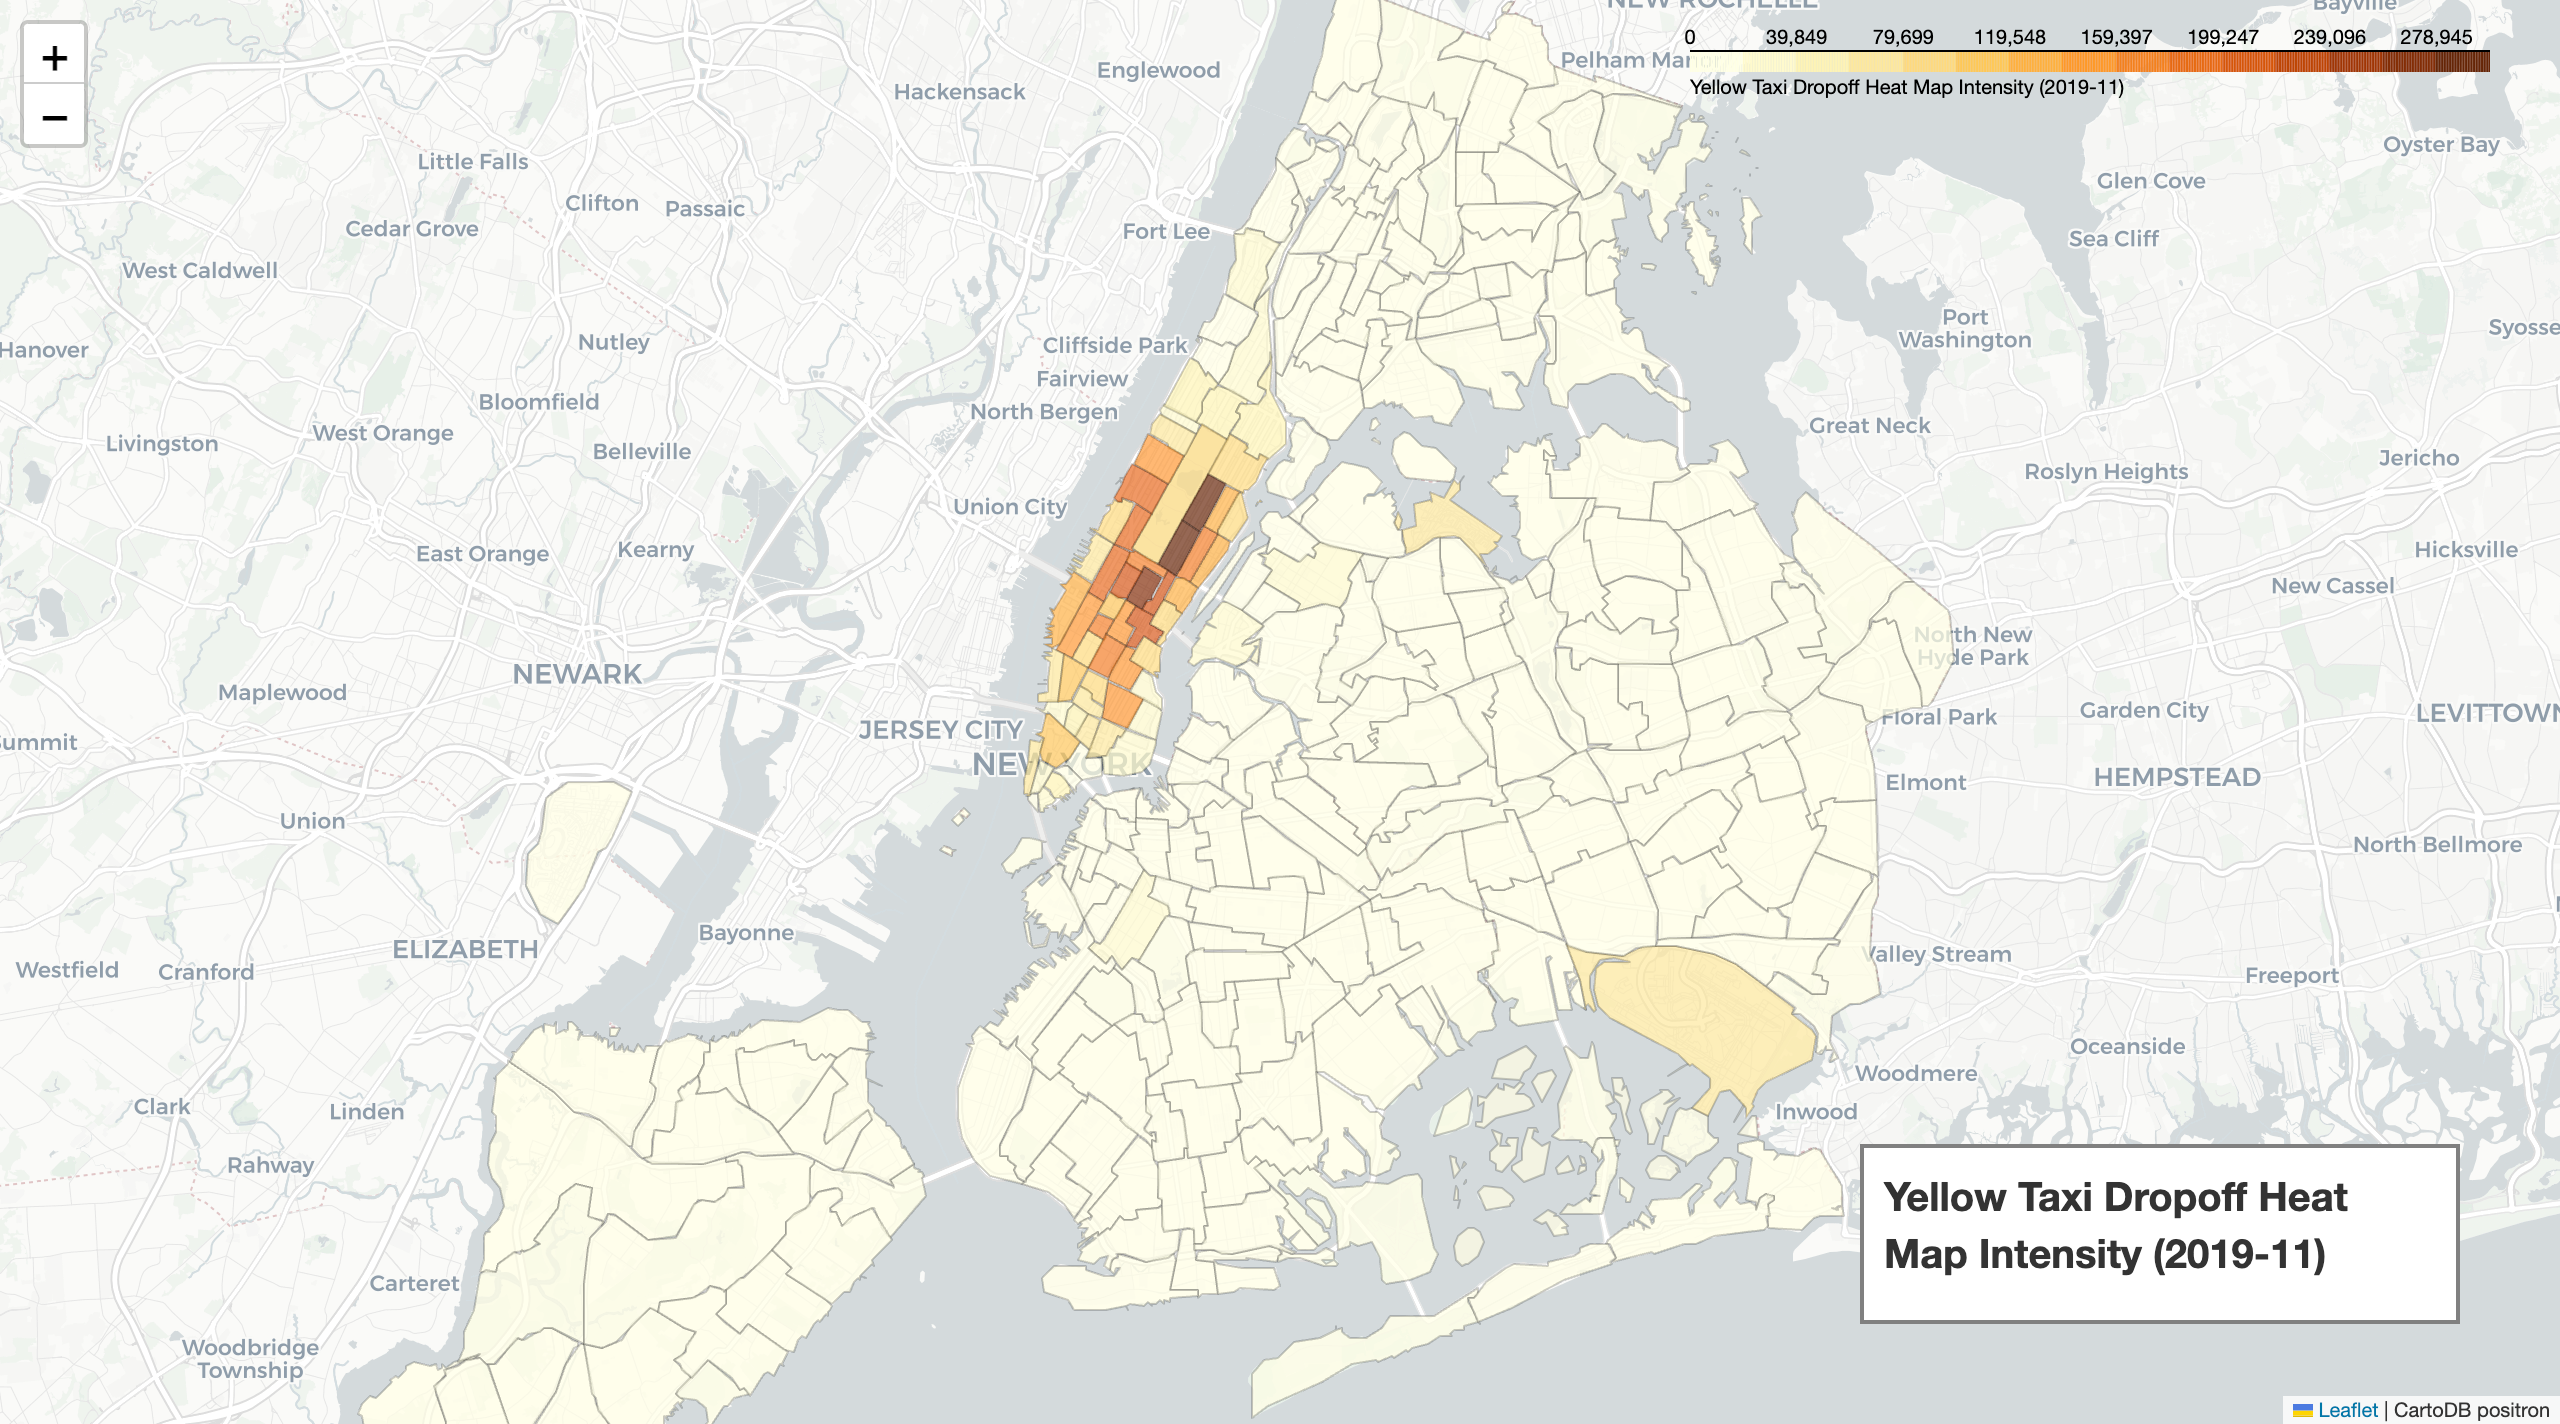 NEW ROCHELLE
Bayville
+
−
0 39,849 79,699 119,548 159,397 199,247 239,096 278,945
Yellow Taxi Dropoff Heat Map Intensity (2019-11)
Pelham Manor
Englewood
Hackensack
Oyster Bay
Little Falls
Glen Cove
Clifton
Passaic
Cedar Grove
Fort Lee
Sea Cliff
West Caldwell
Port
Washington
Syosse
Nutley
Cliffside Park
Hanover
Fairview
Bloomfield
North Bergen
Great Neck
West Orange
Livingston
Belleville
Jericho
Roslyn Heights
Union City
East Orange
Kearny
Hicksville
New Cassel
North New
Hyde Park
NEWARK
Maplewood
Garden City
LEVITTOWN
Floral Park
JERSEY CITY
Summit
NEW YORK
HEMPSTEAD
Elmont
Union
North Bellmore
Bayonne
ELIZABETH
Valley Stream
Westfield
Cranford
Freeport
Oceanside
Woodmere
Clark
Linden
Inwood
Rahway
Yellow Taxi Dropoff Heat
Map Intensity (2019-11)
Carteret
Woodbridge
Township
Leaflet | CartoDB positron